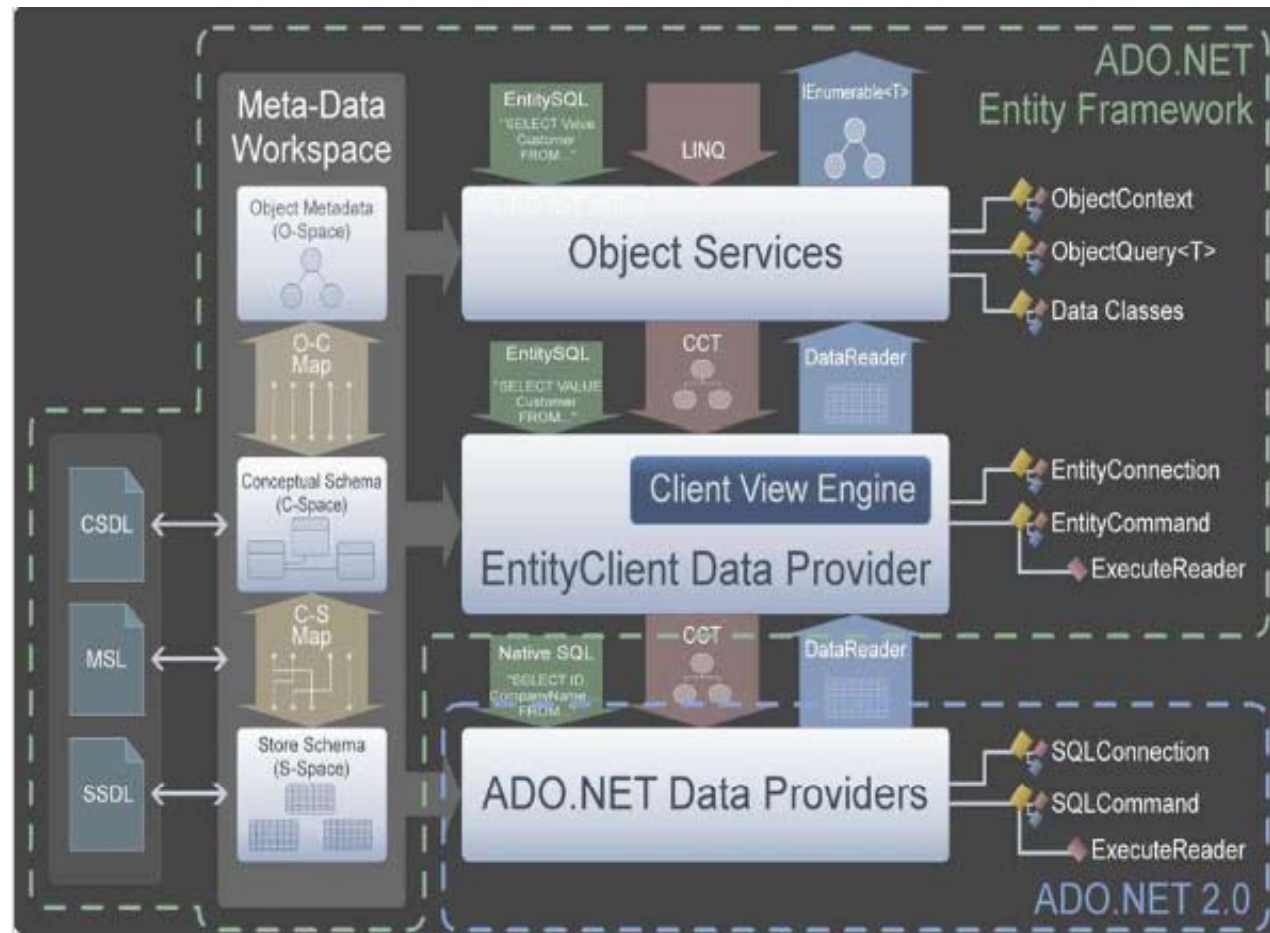 ADO.NET
Entity Framework
Meta-Data
Workspace
EntitySQL
"SELECT Value
Customer
FROM..."
LINQ
IEnumerable<T>
Object Metadata
(O-Space)
Object Services
ObjectContext
ObjectQuery<T>
Data Classes
O-C
Map
EntitySQL
"SELECT VALUE
Customer
FROM..."
CCT
DataReader
CSDL
Conceptual Schema
(C-Space)
Client View Engine
EntityClient Data Provider
EntityConnection
EntityCommand
ExecuteReader
MSL
C-S
Map
Native SQL
"SELECT ID,
CompanyName
FROM
CCT
DataReader
SSDL
Store Schema
(S-Space)
ADO.NET Data Providers
SQLConnection
SQLCommand
ExecuteReader
ADO.NET 2.0